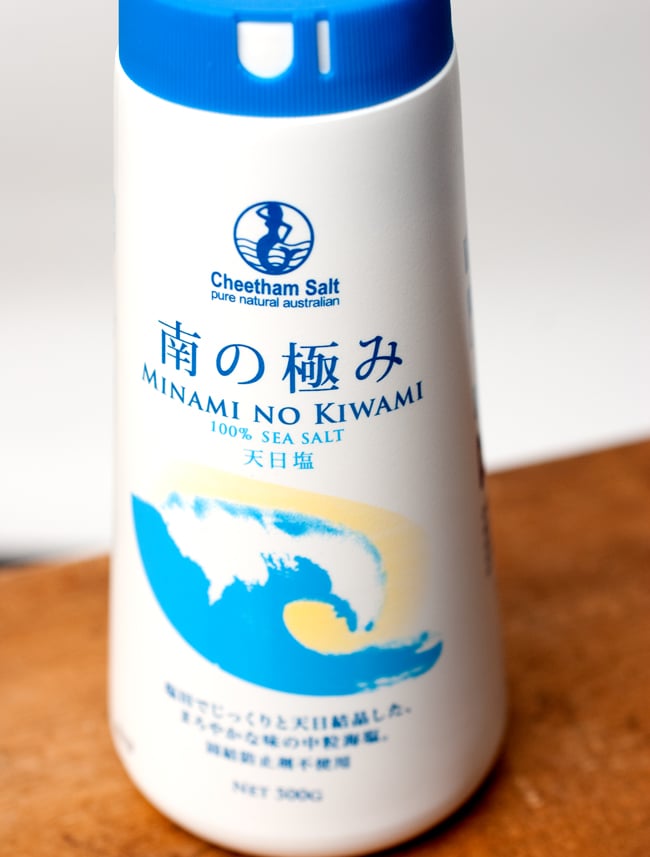 Cheetham Salt
pure natural australian
南の極み
MINAMI NO KIWAMI
100% SEA SALT
天日塩
塩田でじっくりと天日結晶した、
まろやかな味の中粒海塩。
固結防止剤不使用
NET 500G